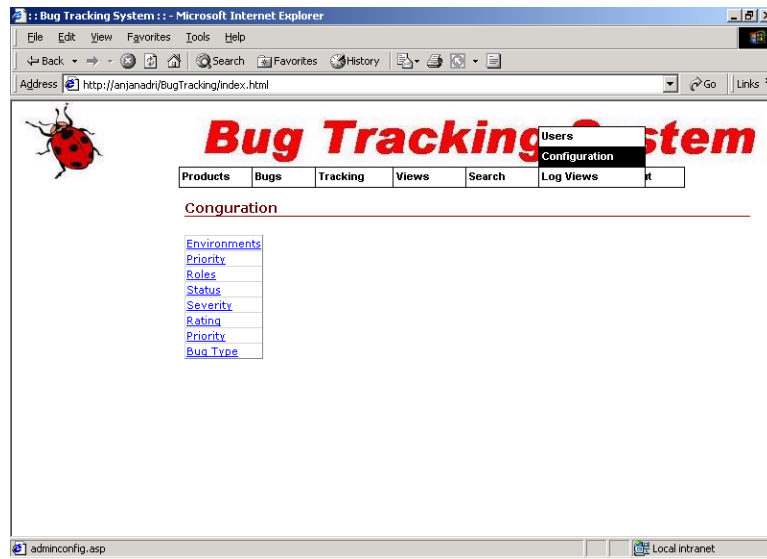 : : Bug Tracking System : : - Microsoft Internet Explorer
File Edit View Favorites Tools Help
Back Search Favorites History
Address http://anjanadri/BugTracking/index.html Go Links
Bug Tracking System
Users
Configuration
Products Bugs Tracking Views Search Log Views
Conguration
Environments
Priority
Roles
Status
Severity
Rating
Priority
Bug Type
adminconfig.asp Local intranet